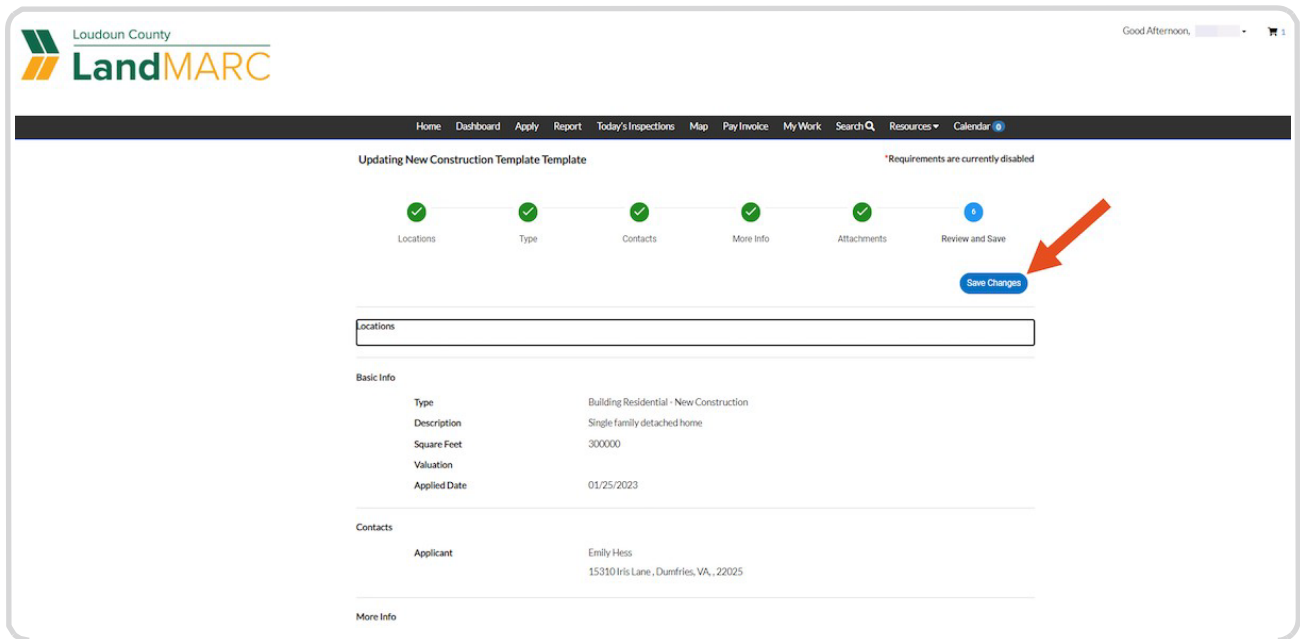 Loudoun County
LandMARC
Good Afternoon,
1
Home Dashboard Apply Report Today's Inspections Map Pay Invoice My Work Search Resources Calendar 0
Updating New Construction Template Template
*Requirements are currently disabled
6
Locations Type Contacts More Info Attachments Review and Save
Save Changes
Locations
Basic Info
Type Building Residential - New Construction
Description Single family detached home
Square Feet 300000
Valuation
Applied Date 01/25/2023
Contacts
Applicant Emily Hess
15310 Iris Lane , Dumfries, VA, , 22025
More Info